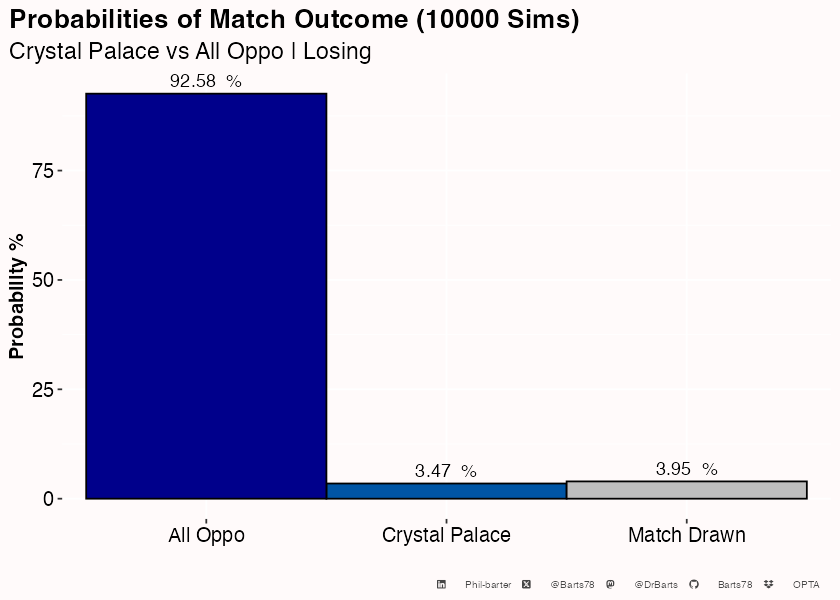 Probabilities of Match Outcome (10000 Sims)
Crystal Palace vs All Oppo | Losing
92.58 %
75
50
25
0
Probability %
3.47 %
3.95 %
All Oppo
Crystal Palace
Match Drawn
Phil-barter @Barts78 @DrBarts Barts78 OPTA